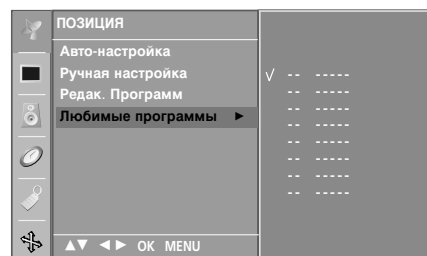 ПОЗИЦИЯ
Авто-настройка
Ручная настройка
Редак. Программ
Любимые программы ►
√ -- -----
-- -----
-- -----
-- -----
-- -----
-- -----
-- -----
-- -----
▲▼ ◄► OK MENU